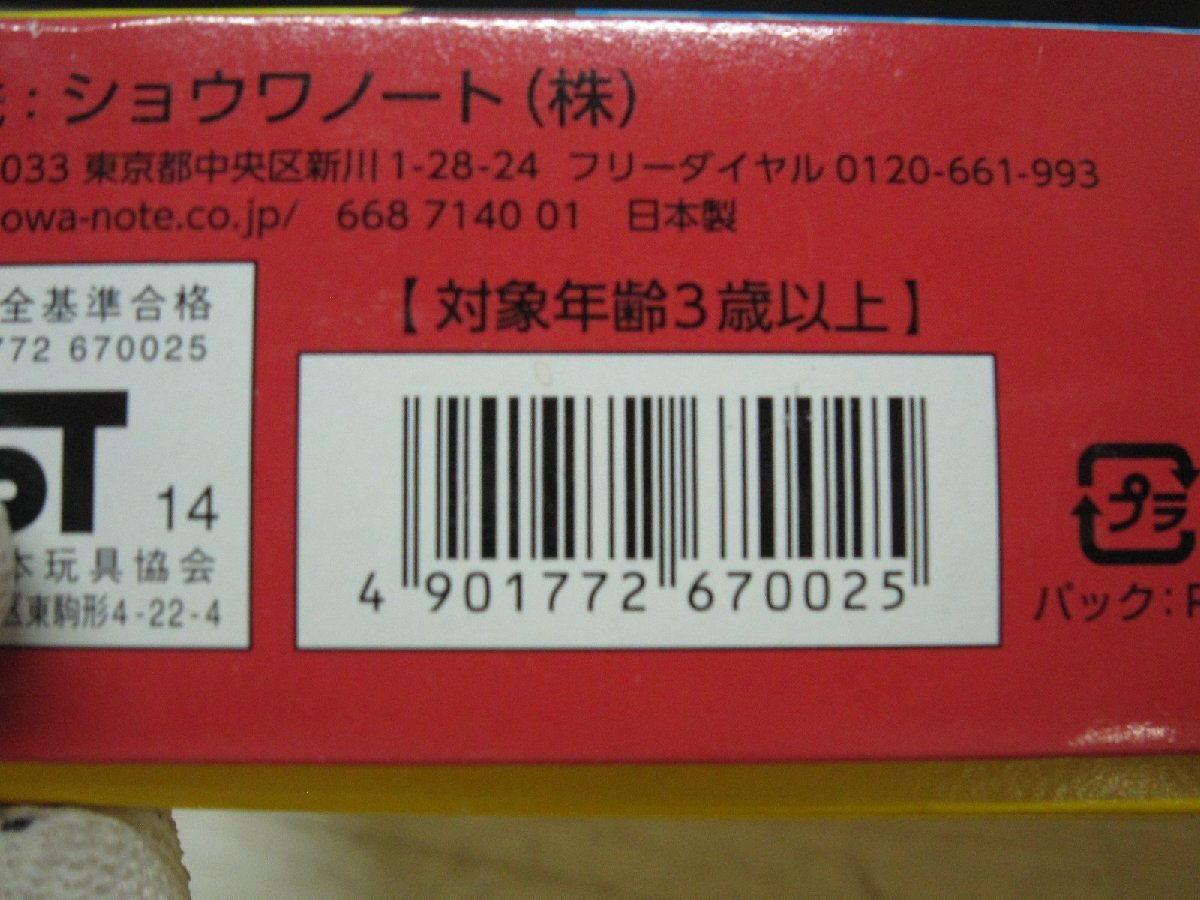 : ショウワノート(株)
033 東京都中央区新川1-28-24 フリーダイヤル 0120-661-993
owa-note.co.jp/ 668 7140 01 日本製
全基準合格
772 670025
ST
14
本玩具協会
区東駒形4-22-4
【対象年齢3歳以上】
4 901772 670025
プラ
パック: